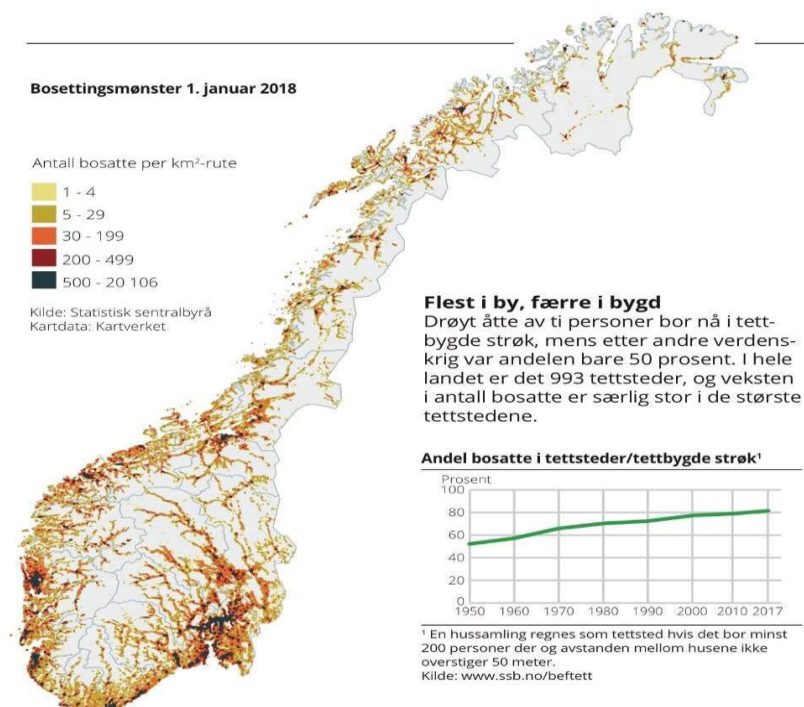 Bosettingsmønster 1. januar 2018
Antall bosatte per km²-rute
1 - 4
5 - 29
30 - 199
200 - 499
500 - 20 106
Kilde: Statistisk sentralbyrå
Kartdata: Kartverket
Flest i by, færre i bygd
Drøyt åtte av ti personer bor nå i tett-
bygde strøk, mens etter andre verdens-
krig var andelen bare 50 prosent. I hele
landet er det 993 tettsteder, og veksten
i antall bosatte er særlig stor i de største
tettstedene.
Andel bosatte i tettsteder/tettbygde strøk¹
Prosent
100
80
60
40
20
0
1950 1960 1970 1980 1990 2000 2010 2017
¹ En hussamling regnes som tettsted hvis det bor minst
200 personer der og avstanden mellom husene ikke
overstiger 50 meter.
Kilde: www.ssb.no/beftett